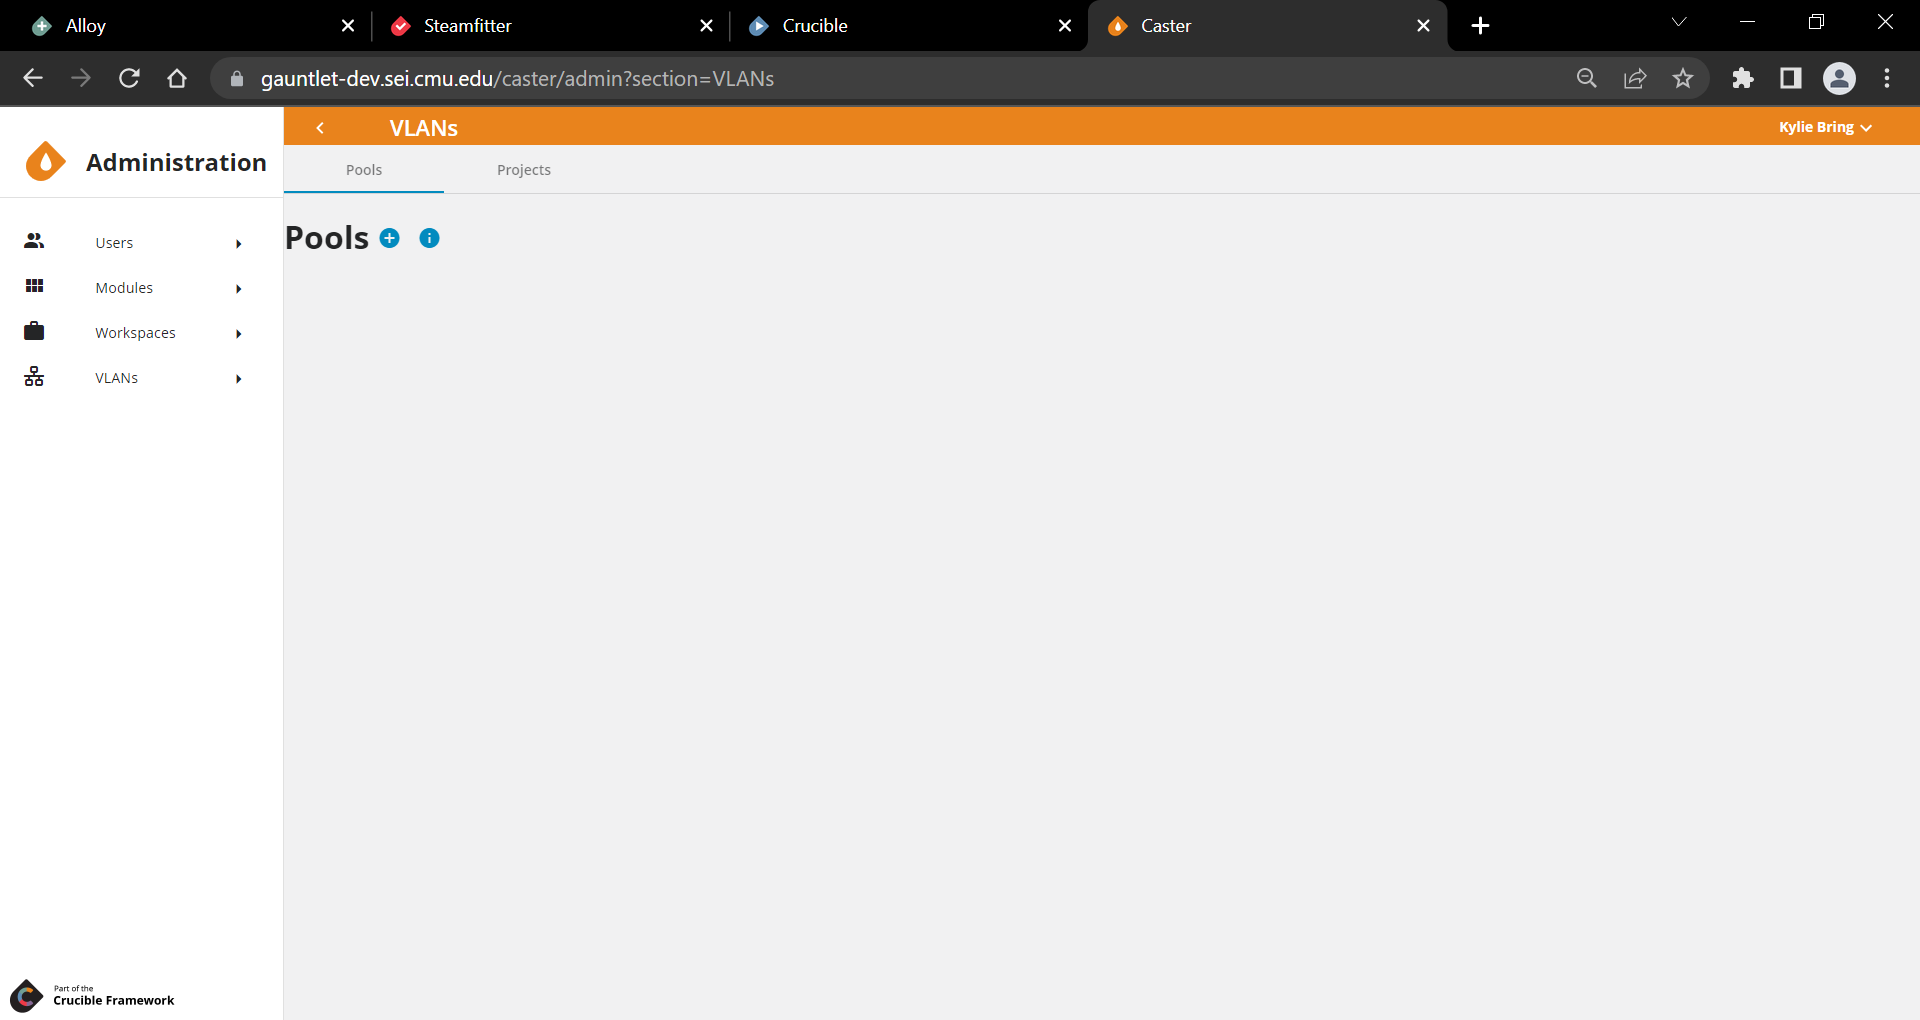 Alloy
Steamfitter
Crucible
Caster
gauntlet-dev.sei.cmu.edu/caster/admin?section=VLANs
Administration
VLANs
Kylie Bring
Pools
Projects
Users
Modules
Workspaces
VLANs
Pools
Part of the
Crucible Framework